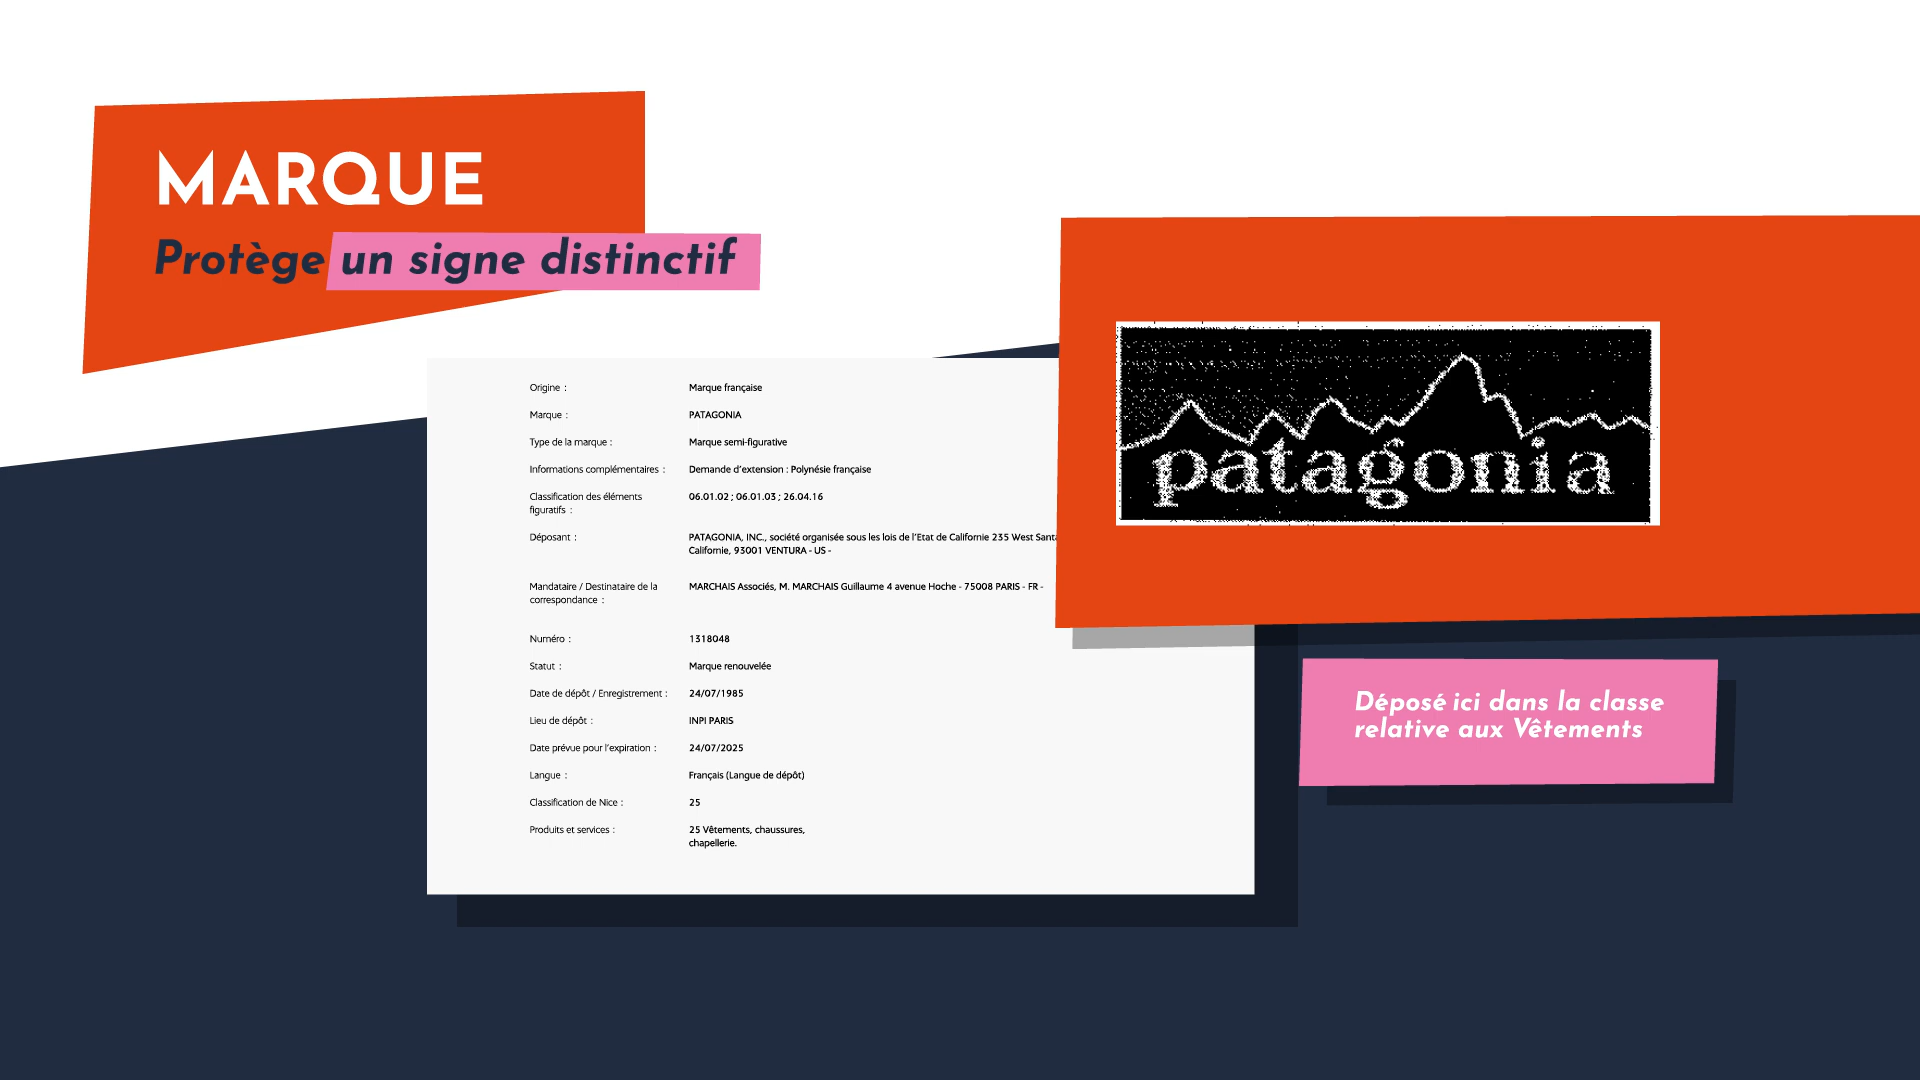 MARQUE
Protège un signe distinctif
Origine : Marque française
Marque : PATAGONIA
Type de la marque : Marque semi-figurative
Informations complémentaires : Demande d'extension : Polynésie française
Classification des éléments figuratifs : 06.01.02 ; 06.01.03 ; 26.04.16
Déposant : PATAGONIA, INC., société organisée sous les lois de l'Etat de Californie 235 West Santa
Californie, 93001 VENTURA - US -
Mandataire / Destinataire de la correspondance : MARCHAIS Associés, M. MARCHAIS Guillaume 4 avenue Hoche - 75008 PARIS - FR -
Numéro : 1318048
Statut : Marque renouvelée
Date de dépôt / Enregistrement : 24/07/1985
Lieu de dépôt : INPI PARIS
Date prévue pour l'expiration : 24/07/2025
Langue : Français (Langue de dépôt)
Classification de Nice : 25
Produits et services : 25 Vêtements, chaussures,
chapellerie.
patagonia
Déposé ici dans la classe
relative aux Vêtements